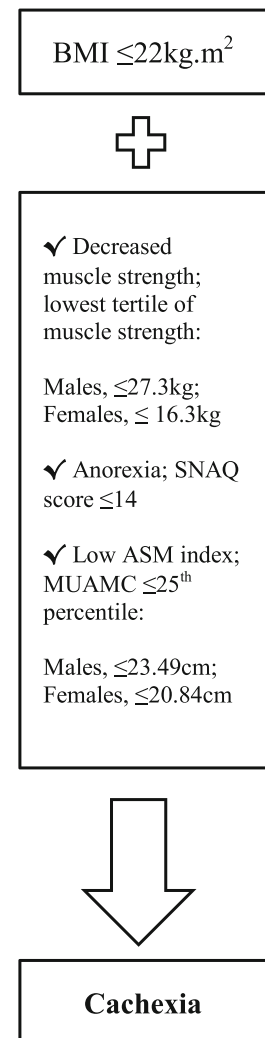 BMI ≤22kg.m²
✓ Decreased
muscle strength;
lowest tertile of
muscle strength:
Males, ≤27.3kg;
Females, ≤ 16.3kg
✓ Anorexia; SNAQ
score ≤14
✓ Low ASM index;
MUAMC ≤25th
percentile:
Males, ≤23.49cm;
Females, ≤20.84cm
Cachexia